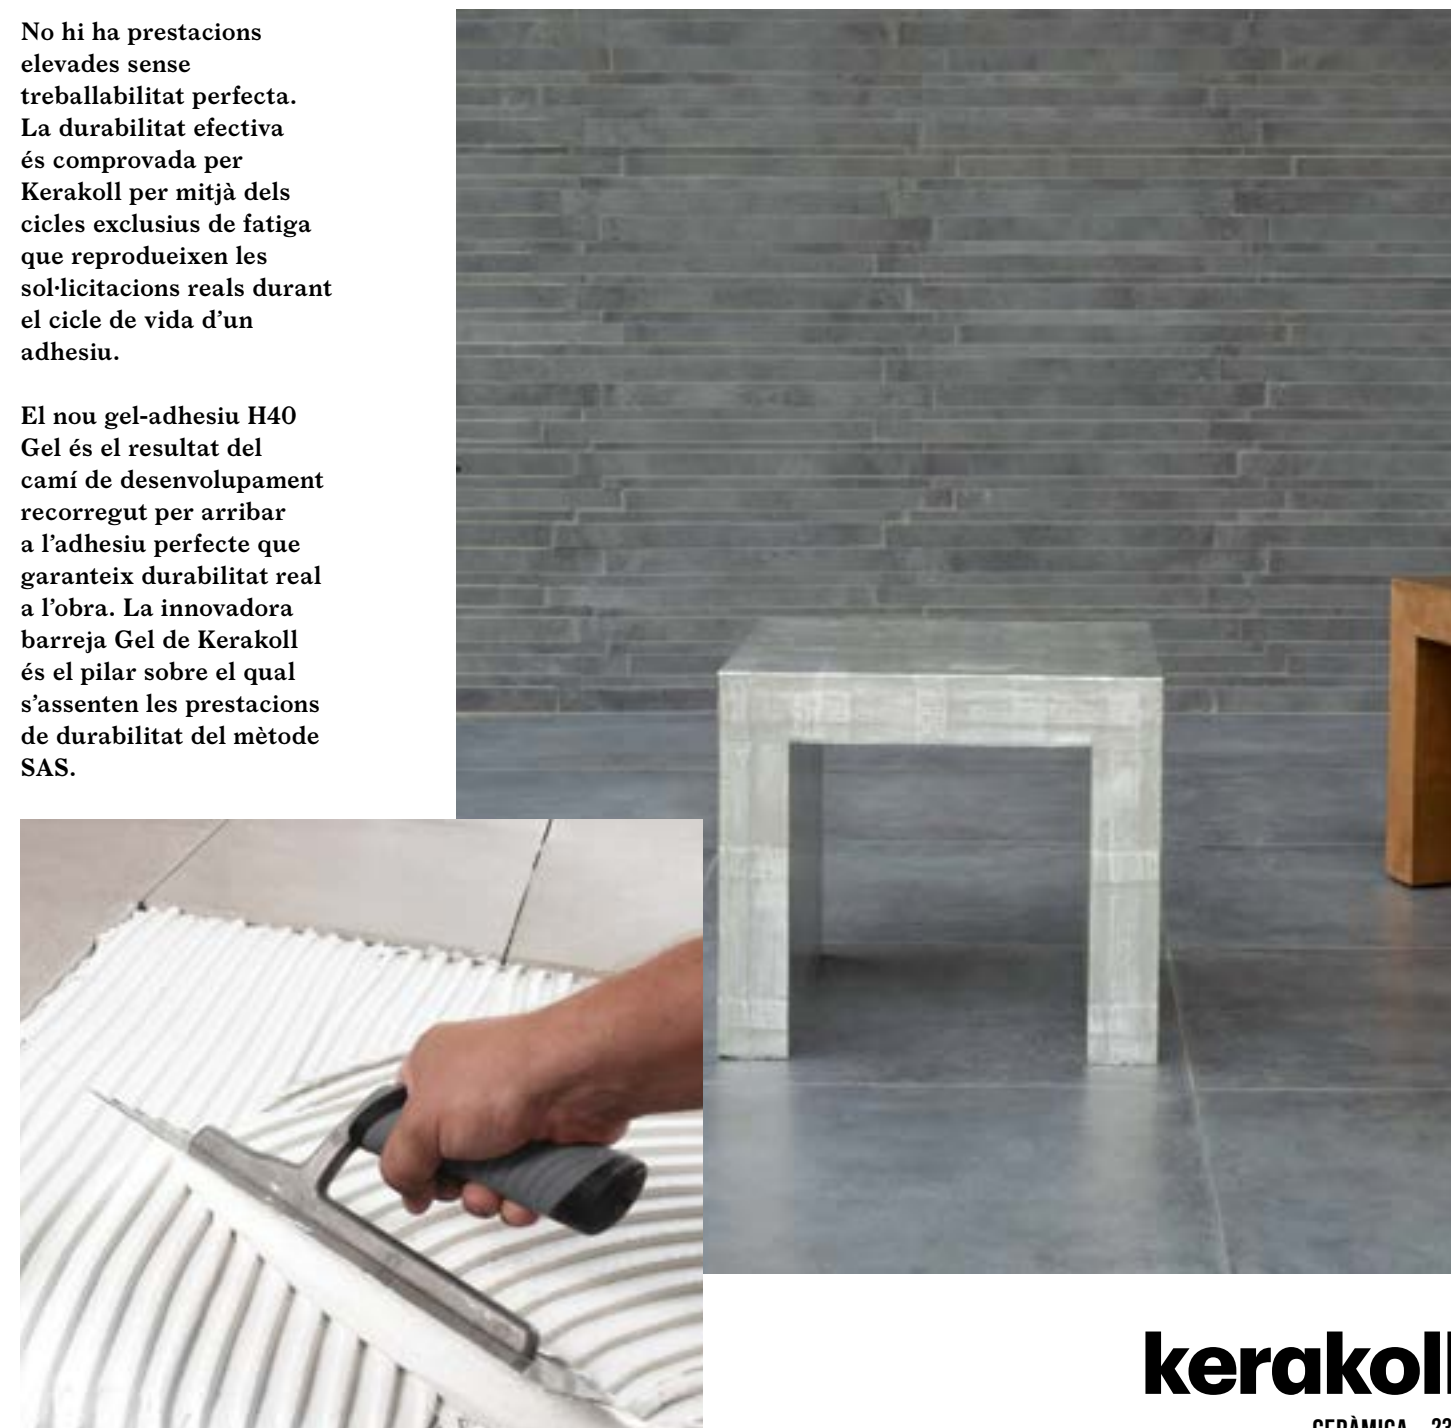 No hi ha prestacions
elevades sense
treballabilitat perfecta.
La durabilitat efectiva
és comprovada per
Kerakoll per mitjà dels
cicles exclusius de fatiga
que reprodueixen les
sol·licitacions reals durant
el cicle de vida d’un
adhesiu.
El nou gel-adhesiu H40
Gel és el resultat del
camí de desenvolupament
recorregut per arribar
a l’adhesiu perfecte que
garanteix durabilitat real
a l’obra. La innovadora
barreja Gel de Kerakoll
és el pilar sobre el qual
s’assenten les prestacions
de durabilitat del mètode
SAS.
kerakoll
CERÀMICA